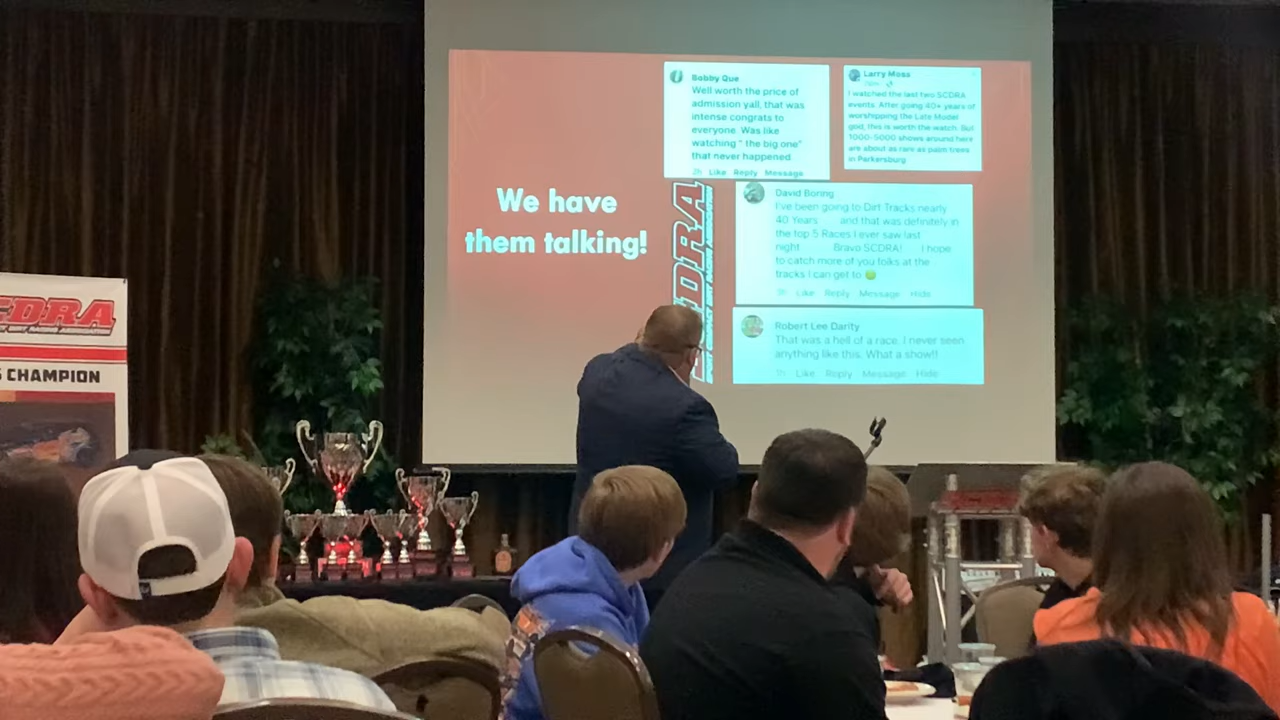 We have
them talking!
Bobby Que
Well worth the price of
admission yall, that was
intense congrats to
everyone. Was like
watching " the big one"
that never happened.
2h Like Reply Message
Larry Moss
I watched the last two SCDRA
events. After going 40+ years of
worshipping the Late Model
god, this is worth the watch. But
1000-5000 shows around here
are about as rare as palm trees
in Parkersburg
David Boring
I've been going to Dirt Tracks nearly
40 Years and that was definitely in
the top 5 Races I ever saw last
night Bravo SCDRA! I hope
to catch more of you folks at the
tracks I can get to
Like Reply Message Hide
Robert Lee Darity
That was a hell of a race. I never seen
anything like this. What a show!!
1h Like Reply Message Hide
CDRA
CDRA
CHAMPION